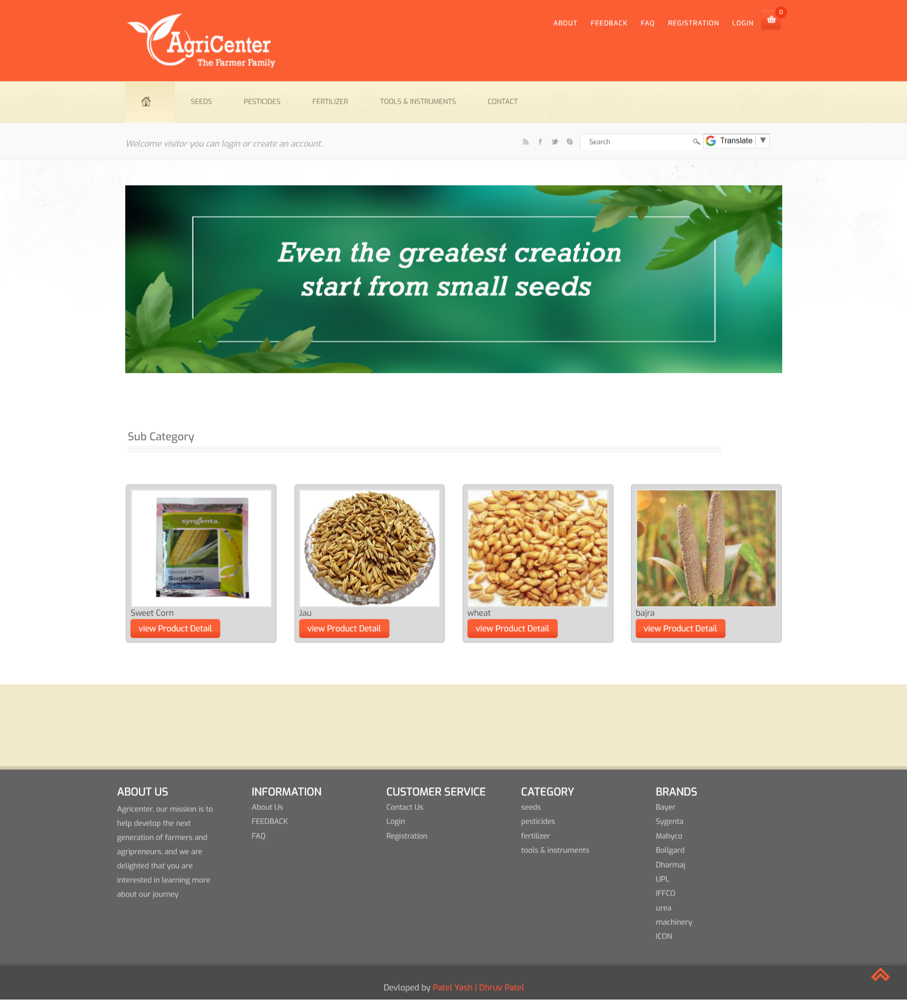 AgriCenter
The Farmer Family
ABOUT FEEDBACK FAQ REGISTRATION LOGIN 0
SEEDS PESTICIDES FERTILIZER TOOLS & INSTRUMENTS CONTACT
Welcome visitor you can login or create an account.
Search
Translate ▼
Even the greatest creation
start from small seeds
Sub Category
syngenta
Sweet Corn
Sugar-75
50 g Hybrid Seeds
Sweet Corn
view Product Detail
Jau
view Product Detail
wheat
view Product Detail
bajra
view Product Detail
ABOUT US
Agricenter, our mission is to
help develop the next
generation of farmers and
agripreneurs, and we are
delighted that you are
interested in learning more
about our journey
INFORMATION
About Us
FEEDBACK
FAQ
CUSTOMER SERVICE
Contact Us
Login
Registration
CATEGORY
seeds
pesticides
fertilizer
tools & instruments
BRANDS
Bayer
Sygenta
Mahyco
Bollgard
Dharmaj
UPL
IFFCO
urea
machinery
ICON
Devloped by Patel Yash | Dhruv Patel